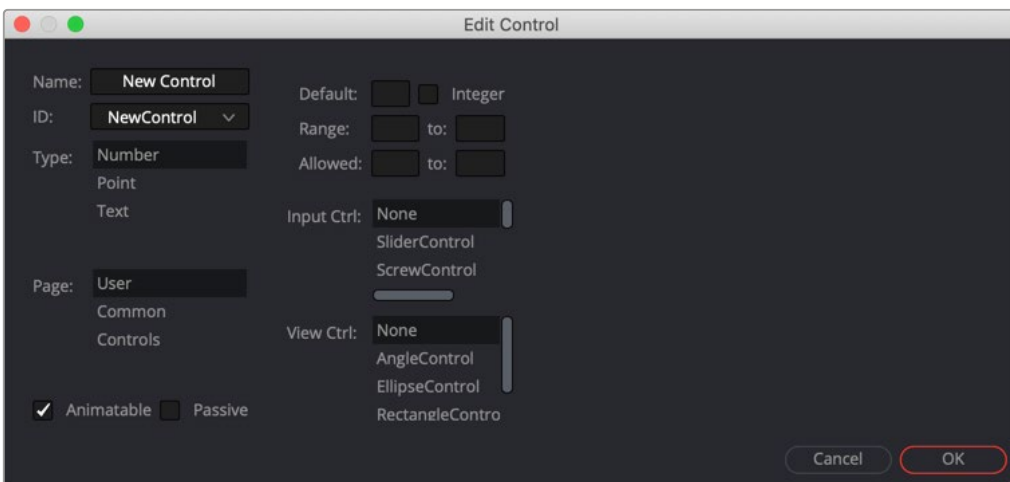 Edit Control
Name: New Control
ID: NewControl
Type: Number
Point
Text
Page: User
Common
Controls
Animatable Passive
Default: Integer
Range: to:
Allowed: to:
Input Ctrl: None
SliderControl
ScrewControl
View Ctrl: None
AngleControl
EllipseControl
RectangleContro
Cancel OK